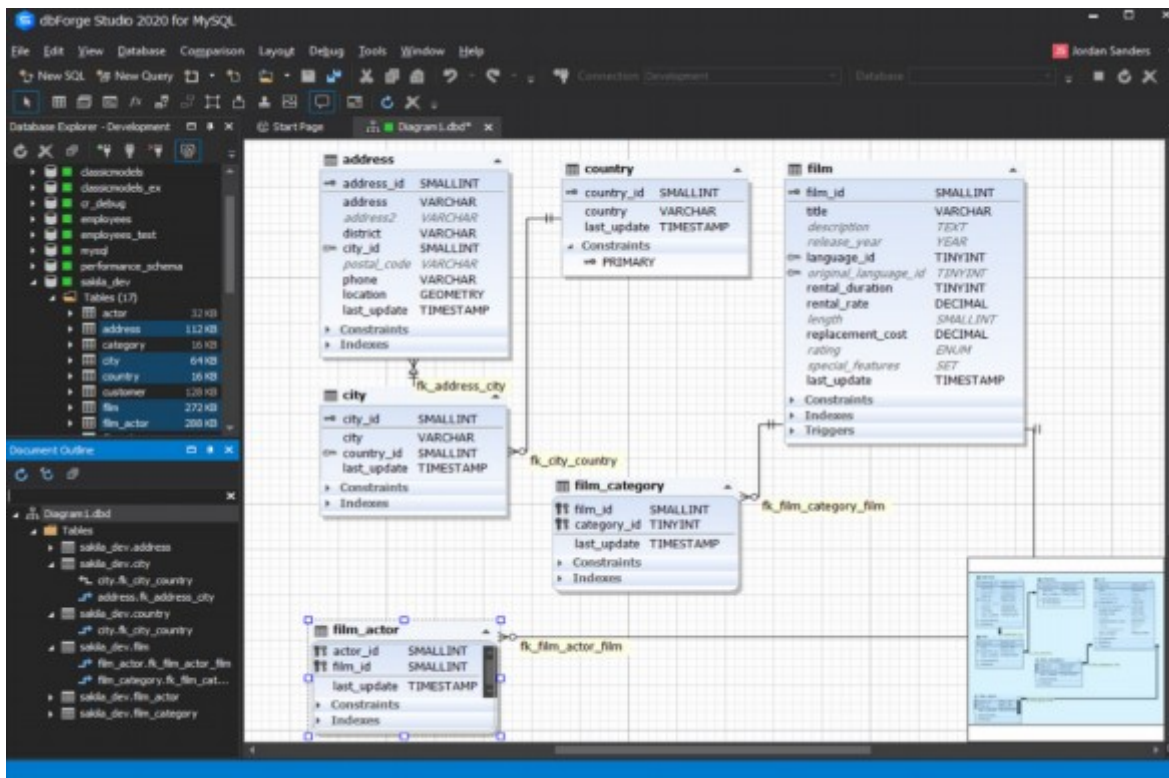 dbForge Studio 2020 for MySQL
File Edit View Database Comparison Layout Debug Tools Window Help
Jordan Sanders
New SQL New Query Connection Development Database
Database Explorer - Development
Start Page Diagram1.dbd*
classicmodels
classicmodels_ex
cr_debug
employees
employees_test
mysql
performance_schema
sakila_dev
Tables (17)
actor 32 KB
address 112 KB
category 16 KB
city 64 KB
country 16 KB
customer 128 KB
film 272 KB
film_actor 288 KB
Document Outline
Diagram1.dbd
Tables
sakila_dev.address
sakila_dev.city
city.fk_city_country
address.fk_address_city
sakila_dev.country
city.fk_city_country
sakila_dev.film
film_actor.fk_film_actor_film
film_category.fk_film_cat...
sakila_dev.film_actor
sakila_dev.film_category
address
address_id SMALLINT
address VARCHAR
address2 VARCHAR
district VARCHAR
city_id SMALLINT
postal_code VARCHAR
phone VARCHAR
location GEOMETRY
last_update TIMESTAMP
Constraints
Indexes
fk_address_city
country
country_id SMALLINT
country VARCHAR
last_update TIMESTAMP
Constraints
PRIMARY
film
film_id SMALLINT
title VARCHAR
description TEXT
release_year YEAR
language_id TINYINT
original_language_id TINYINT
rental_duration TINYINT
rental_rate DECIMAL
length SMALLINT
replacement_cost DECIMAL
rating ENUM
special_features SET
last_update TIMESTAMP
Constraints
Indexes
Triggers
city
city_id SMALLINT
city VARCHAR
country_id SMALLINT
last_update TIMESTAMP
Constraints
Indexes
fk_city_country
film_category
film_id SMALLINT
category_id TINYINT
last_update TIMESTAMP
Constraints
Indexes
fk_film_category_film
film_actor
actor_id SMALLINT
film_id SMALLINT
last_update TIMESTAMP
Constraints
Indexes
fk_film_actor_film